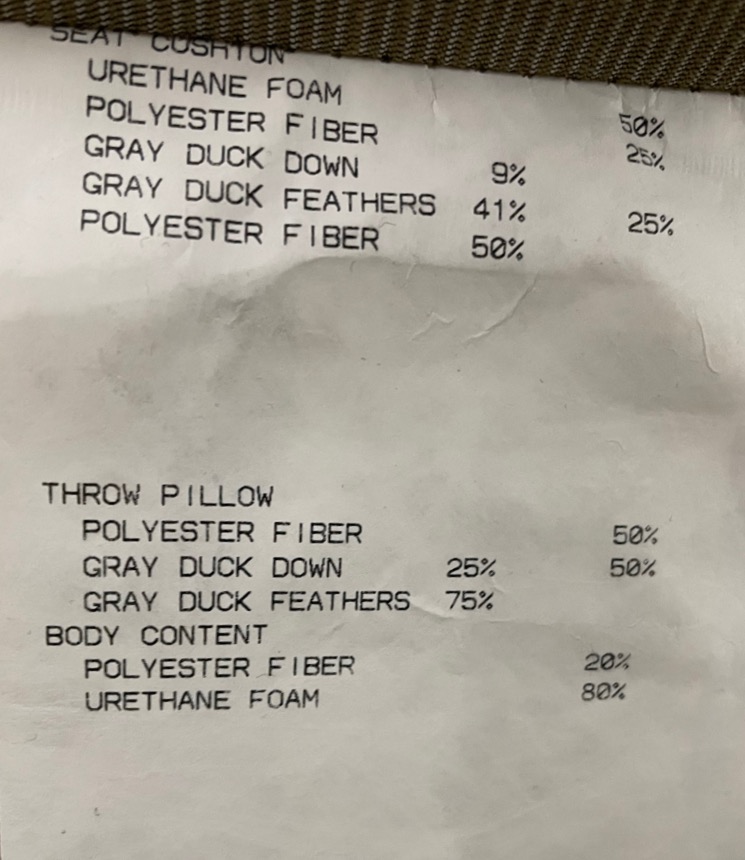 SEAT CUSHION
URETHANE FOAM 50%
POLYESTER FIBER 25%
GRAY DUCK DOWN 9%
GRAY DUCK FEATHERS 41% 25%
POLYESTER FIBER 50%
THROW PILLOW
POLYESTER FIBER 50%
GRAY DUCK DOWN 25% 50%
GRAY DUCK FEATHERS 75%
BODY CONTENT
POLYESTER FIBER 20%
URETHANE FOAM 80%